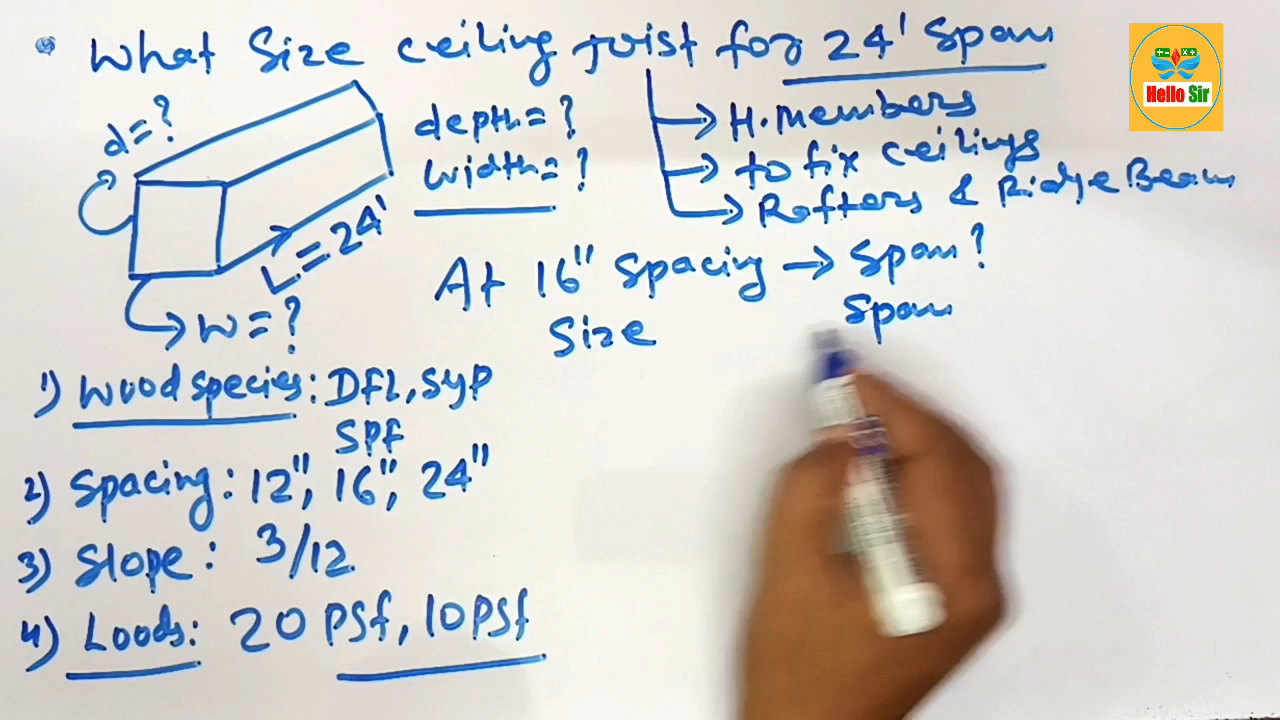 What Size ceiling joist for 24' Span
d=?
depth=?
width=?
L=24'
W=?
H.members
to fix ceilings
Rafters & Ridge Beam
At 16" spacing → span?
Size Span
1) Wood species: DFL, SYP
SPF
2) Spacing: 12", 16", 24"
3) Slope: 3/12
4) Loads: 20 PSf, 10 PSf
Hello Sir